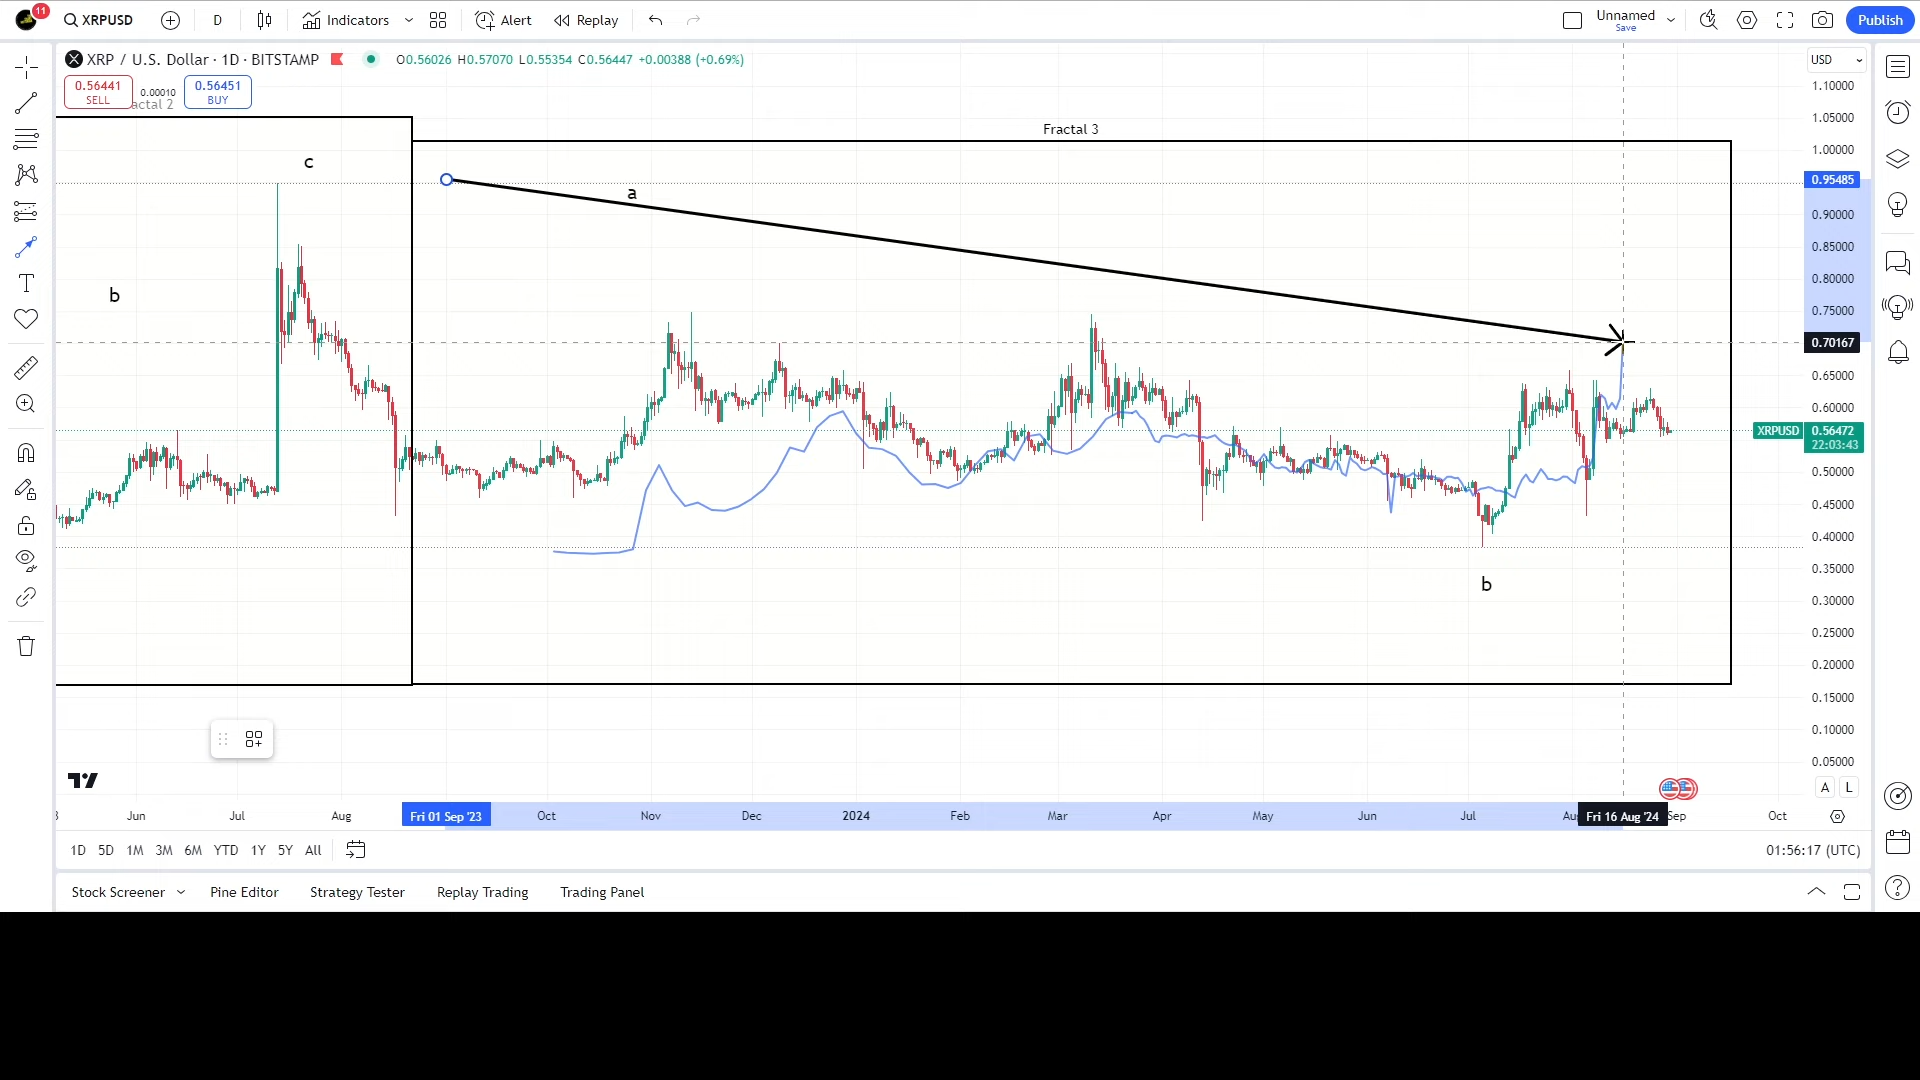 11
XRPUSD
D
Indicators
Alert
Replay
Unnamed
Save
Publish
XRP / U.S. Dollar · 1D · BITSTAMP
O0.56026 H0.57070 L0.55354 C0.56447 +0.00388 (+0.69%)
USD
0.56441
SELL
0.00010
0.56451
BUY
actal 2
Fractal 3
c
a
b
b
1.10000
1.05000
1.00000
0.95485
0.90000
0.85000
0.80000
0.75000
0.70167
0.65000
0.60000
XRPUSD
0.56472
22:03:43
0.50000
0.45000
0.40000
0.35000
0.30000
0.25000
0.20000
0.15000
0.10000
0.05000
A
L
Jun
Jul
Aug
Fri 01 Sep '23
Oct
Nov
Dec
2024
Feb
Mar
Apr
May
Jun
Jul
Fri 16 Aug '24
Oct
1D 5D 1M 3M 6M YTD 1Y 5Y All
01:56:17 (UTC)
Stock Screener
Pine Editor
Strategy Tester
Replay Trading
Trading Panel